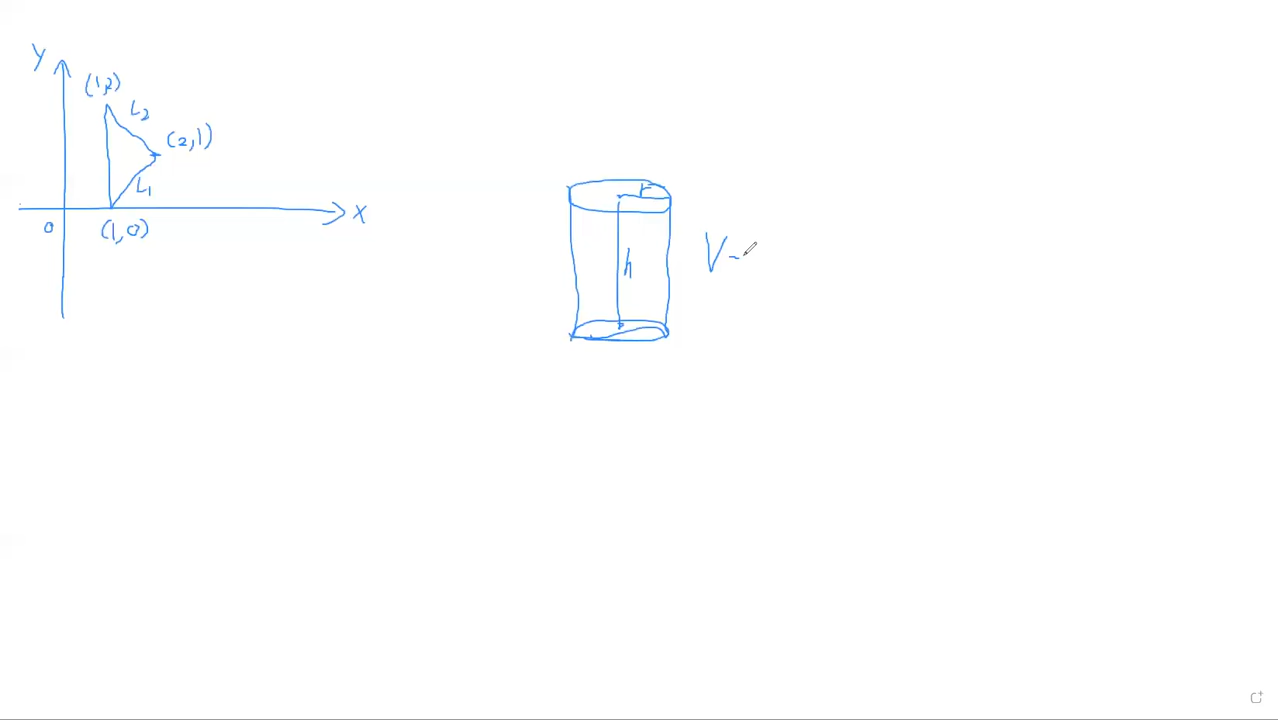 Y
(1,2)
L2
(2,1)
L1
0
(1,0)
X
r
h
V-